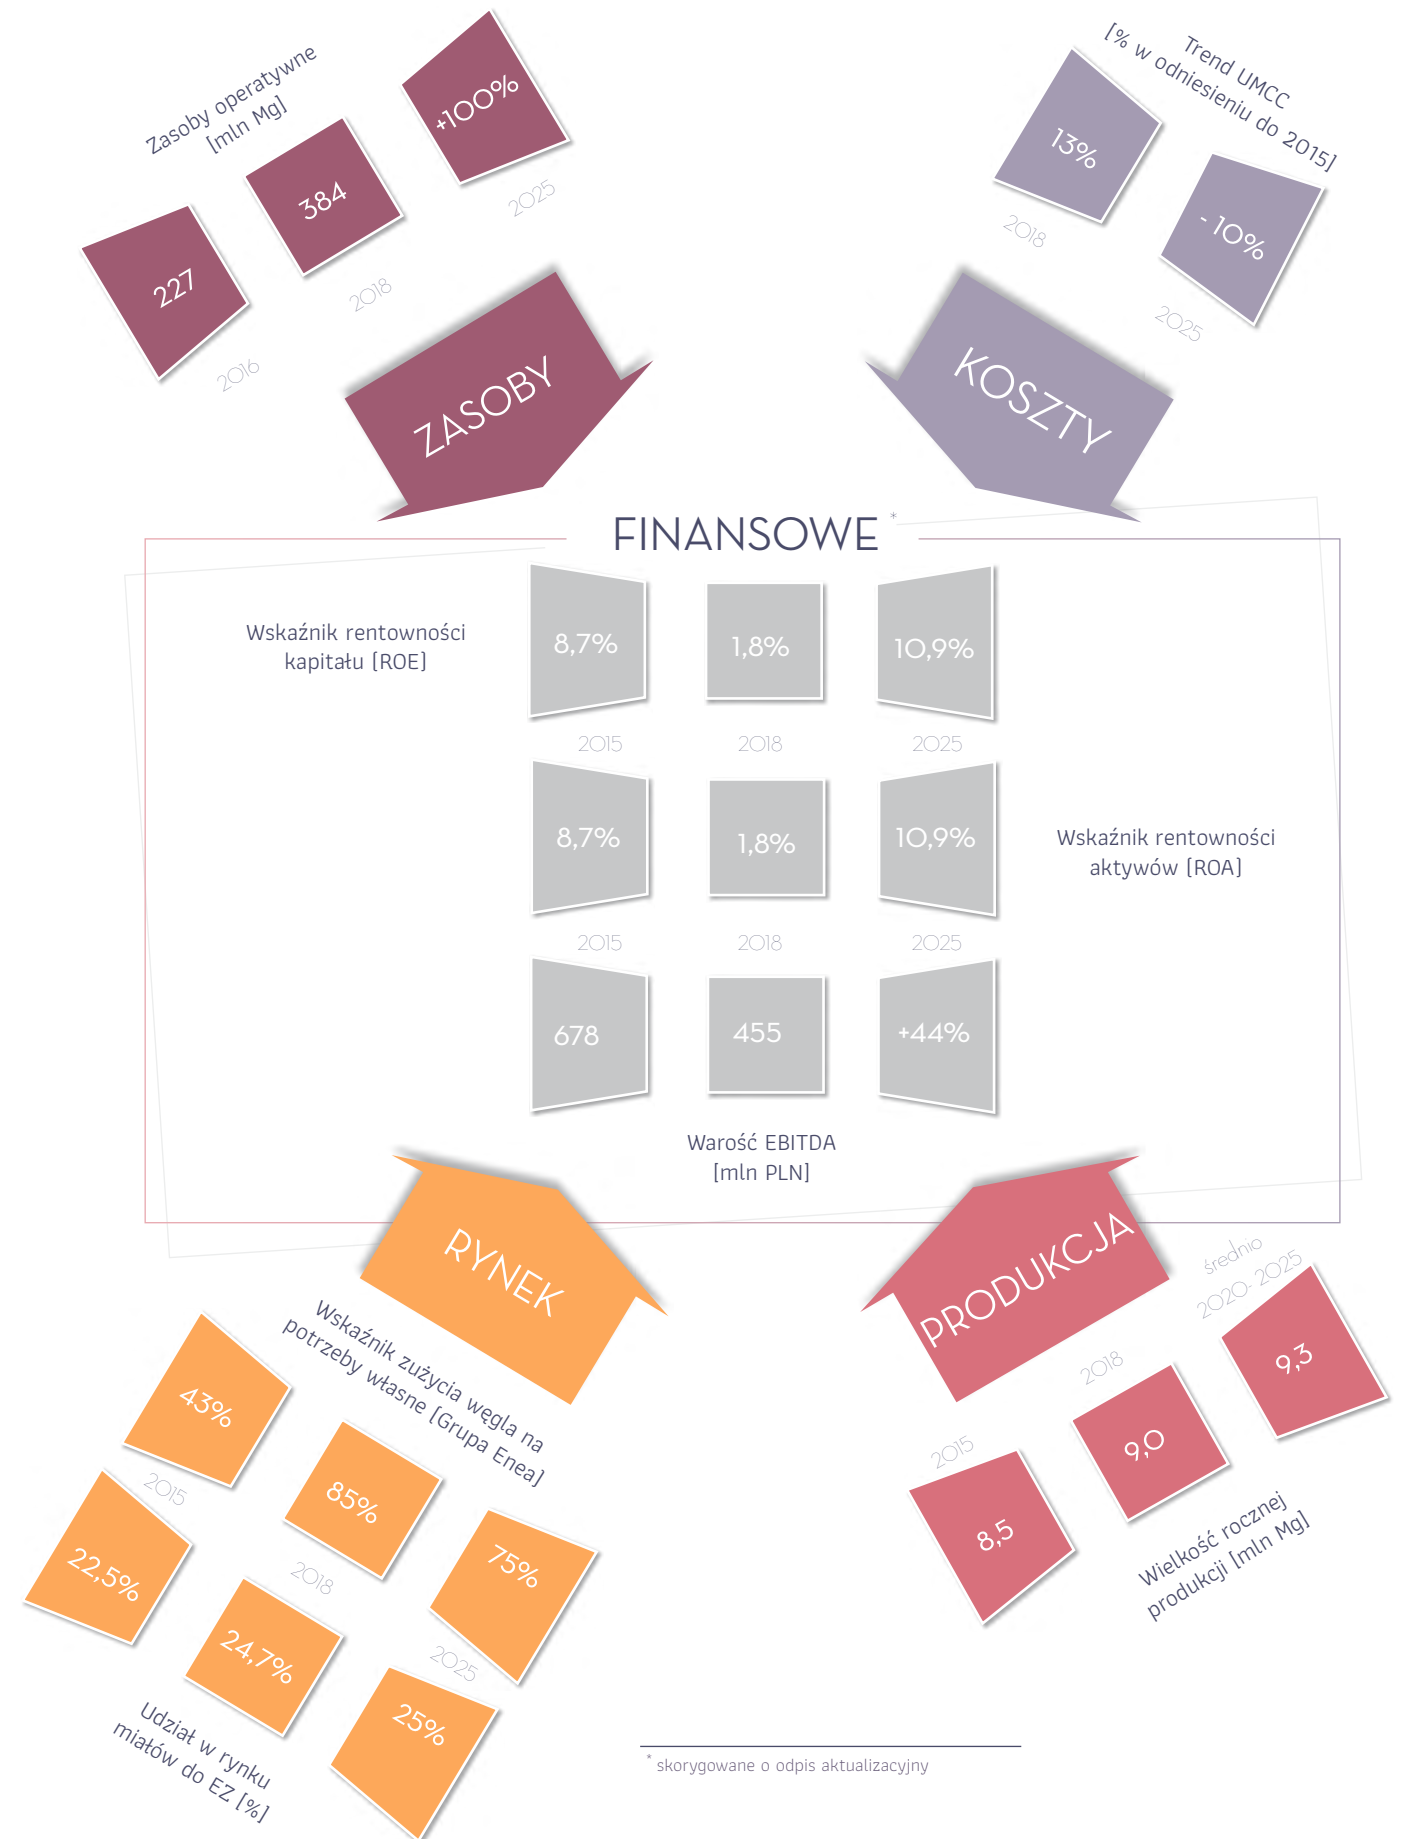 Zasoby operatywne
[mln Mg]
227
2016
384
2018
+100%
2025
Trend UMCC
[% w odniesieniu do 2015]
13%
2018
- 10%
2025
ZASOBY
KOSZTY
FINANSOWE *
Wskaźnik rentowności
kapitału [ROE]
8,7%
1,8%
10,9%
2015
2018
2025
8,7%
1,8%
10,9%
Wskaźnik rentowności
aktywów [ROA]
2015
2018
2025
678
455
+44%
Warość EBITDA
[mln PLN]
RYNEK
PRODUKCJA
Wskaźnik zużycia węgla na
potrzeby własne [Grupa Enea]
43%
85%
75%
2015
2018
2025
22,5%
24,7%
25%
Udział w rynku
miałów do EZ [%]
2015
8,5
2018
9,0
średnio
2020- 2025
9,3
Wielkość rocznej
produkcji [mln Mg]
* skorygowane o odpis aktualizacyjny